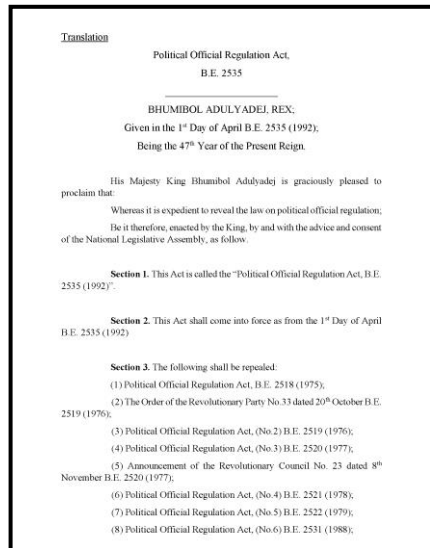 Translation
Political Official Regulation Act,
B.E. 2535
BHUMIBOL ADULYADEJ, REX;
Given in the 1st Day of April B.E. 2535 (1992);
Being the 47th Year of the Present Reign.
His Majesty King Bhumibol Adulyadej is graciously pleased to
proclaim that:
Whereas it is expedient to reveal the law on political official regulation;
Be it therefore, enacted by the King, by and with the advice and consent
of the National Legislative Assembly, as follow.
Section 1. This Act is called the “Political Official Regulation Act, B.E.
2535 (1992)”.
Section 2. This Act shall come into force as from the 1st Day of April
B.E. 2535 (1992)
Section 3. The following shall be repealed:
(1) Political Official Regulation Act, B.E. 2518 (1975);
(2) The Order of the Revolutionary Party No.33 dated 20th October B.E.
2519 (1976);
(3) Political Official Regulation Act, (No.2) B.E. 2519 (1976);
(4) Political Official Regulation Act, (No.3) B.E. 2520 (1977);
(5) Announcement of the Revolutionary Council No. 23 dated 8th
November B.E. 2520 (1977);
(6) Political Official Regulation Act, (No.4) B.E. 2521 (1978);
(7) Political Official Regulation Act, (No.5) B.E. 2522 (1979);
(8) Political Official Regulation Act, (No.6) B.E. 2531 (1988);